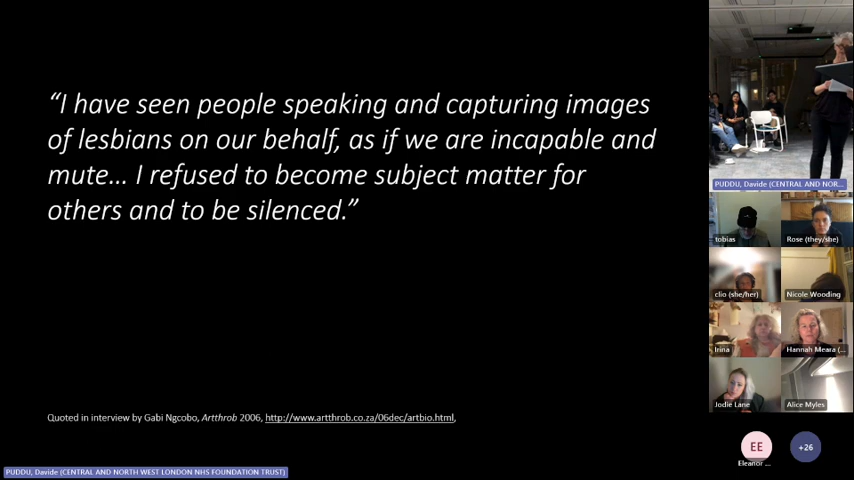 “I have seen people speaking and capturing images
of lesbians on our behalf, as if we are incapable and
mute... I refused to become subject matter for
others and to be silenced.”
Quoted in interview by Gabi Ngcobo, Artthrob 2006, http://www.artthrob.co.za/06dec/artbio.html,
PUDDU, Davide (CENTRAL AND NORTH WEST LONDON NHS FOUNDATION TRUST)
PUDDU, Davide (CENTRAL AND NOR...
tobias
Rose (they/she)
clio (she/her)
Nicole Wooding
Irina
Hannah Meara (...
Jodie Lane
Alice Myles
EE
+26
Eleanor ...